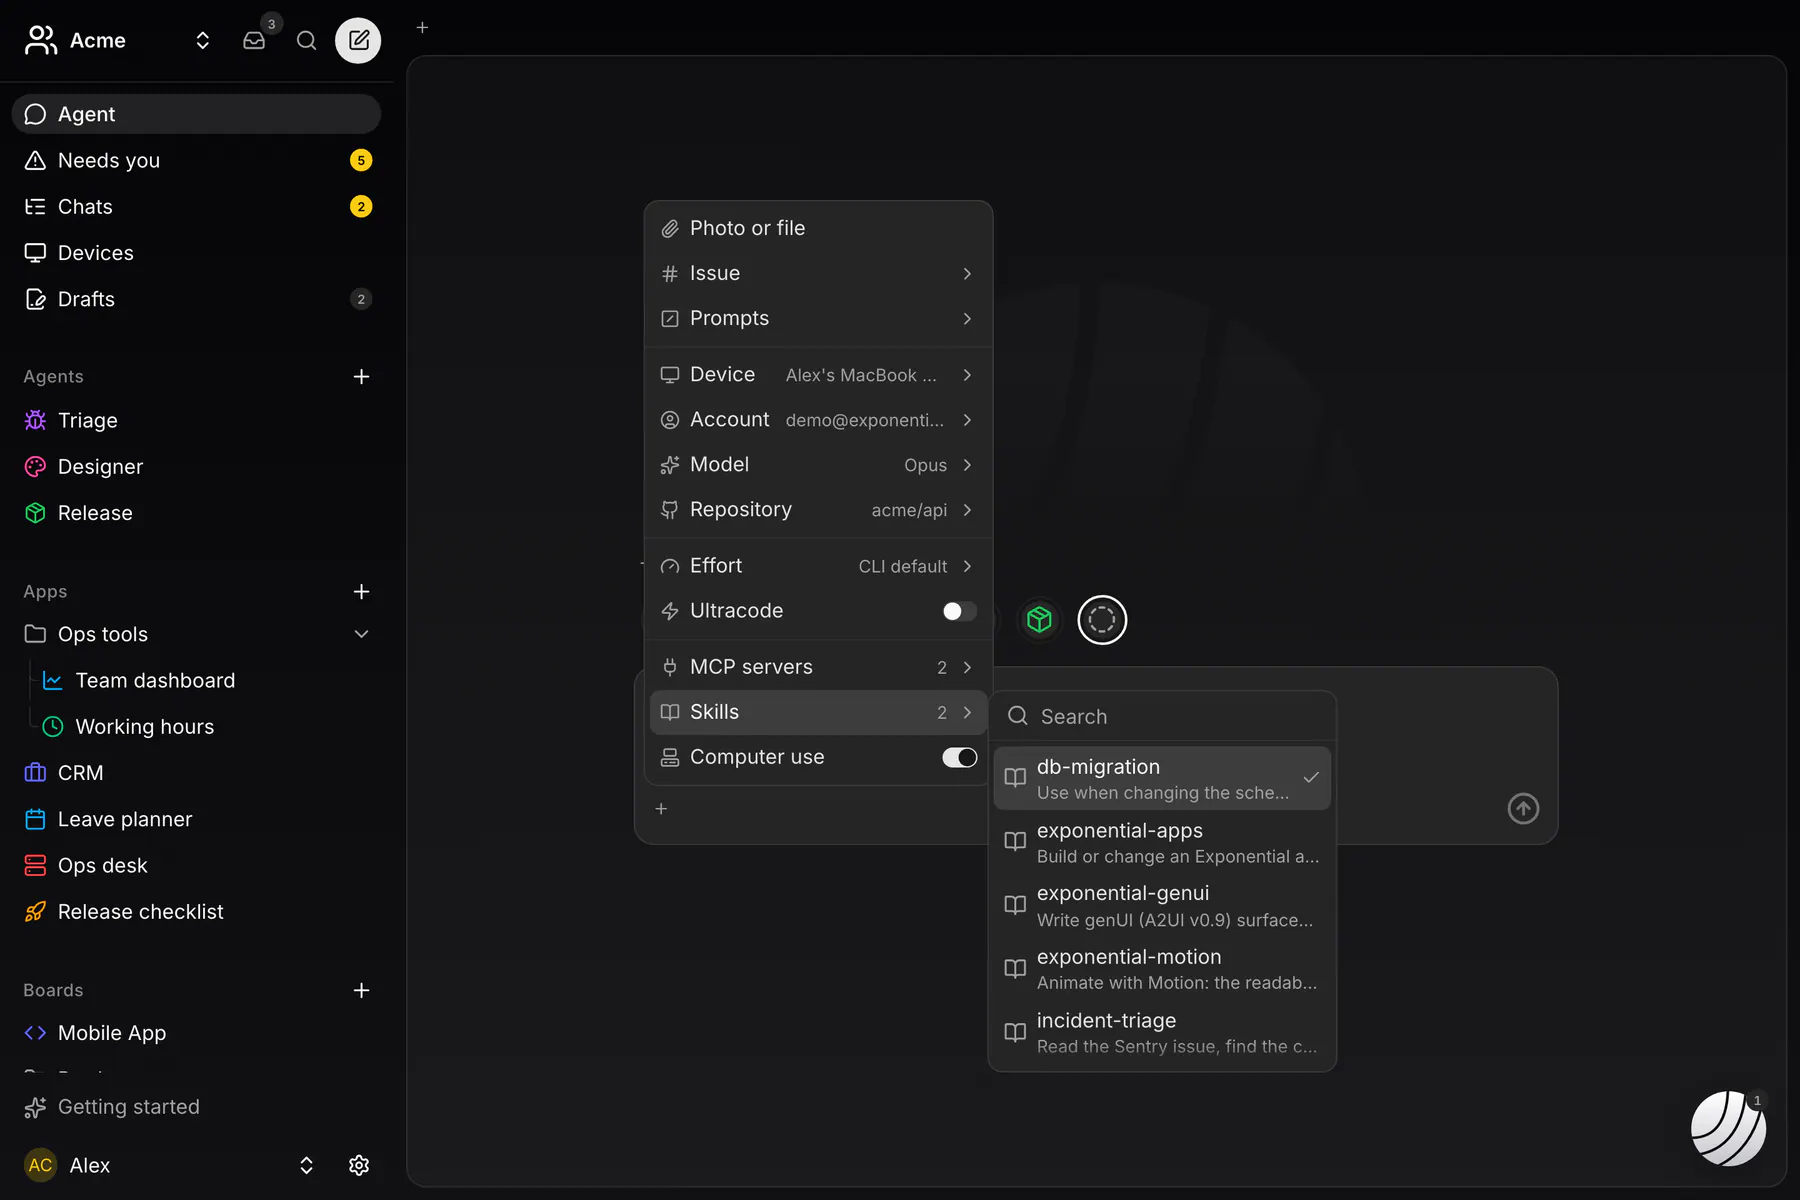 Acme
3
Agent
Needs you
5
Chats
2
Devices
Drafts
2
Agents
Triage
Designer
Release
Apps
Ops tools
Team dashboard
Working hours
CRM
Leave planner
Ops desk
Release checklist
Boards
Mobile App
Getting started
AC
Alex
Photo or file
Issue
Prompts
Device Alex's MacBook ...
Account demo@exponenti...
Model Opus
Repository acme/api
Effort CLI default
Ultracode
MCP servers 2
Skills 2
Computer use
Search
db-migration
Use when changing the sche...
exponential-apps
Build or change an Exponential a...
exponential-genui
Write genUI (A2UI v0.9) surface...
exponential-motion
Animate with Motion: the readab...
incident-triage
Read the Sentry issue, find the c...
1